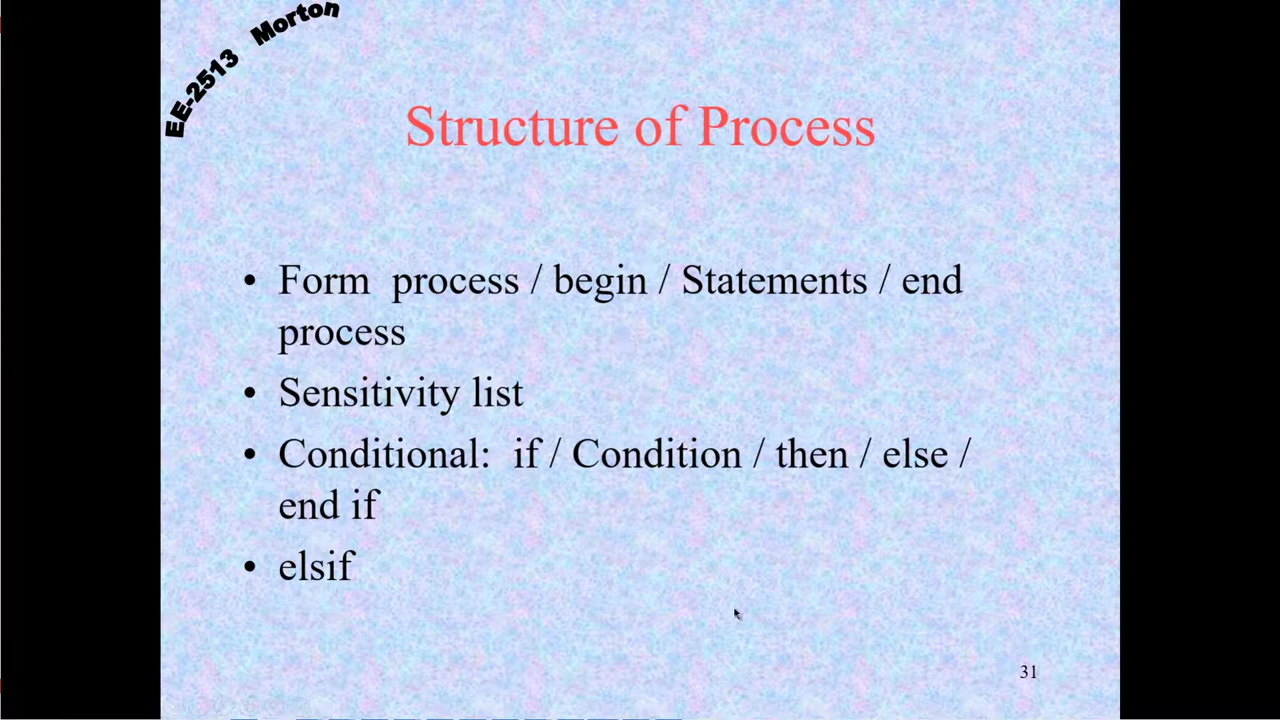 EE-2513 Morton
Structure of Process
• Form process / begin / Statements / end
process
• Sensitivity list
• Conditional: if / Condition / then / else /
end if
• elsif
31